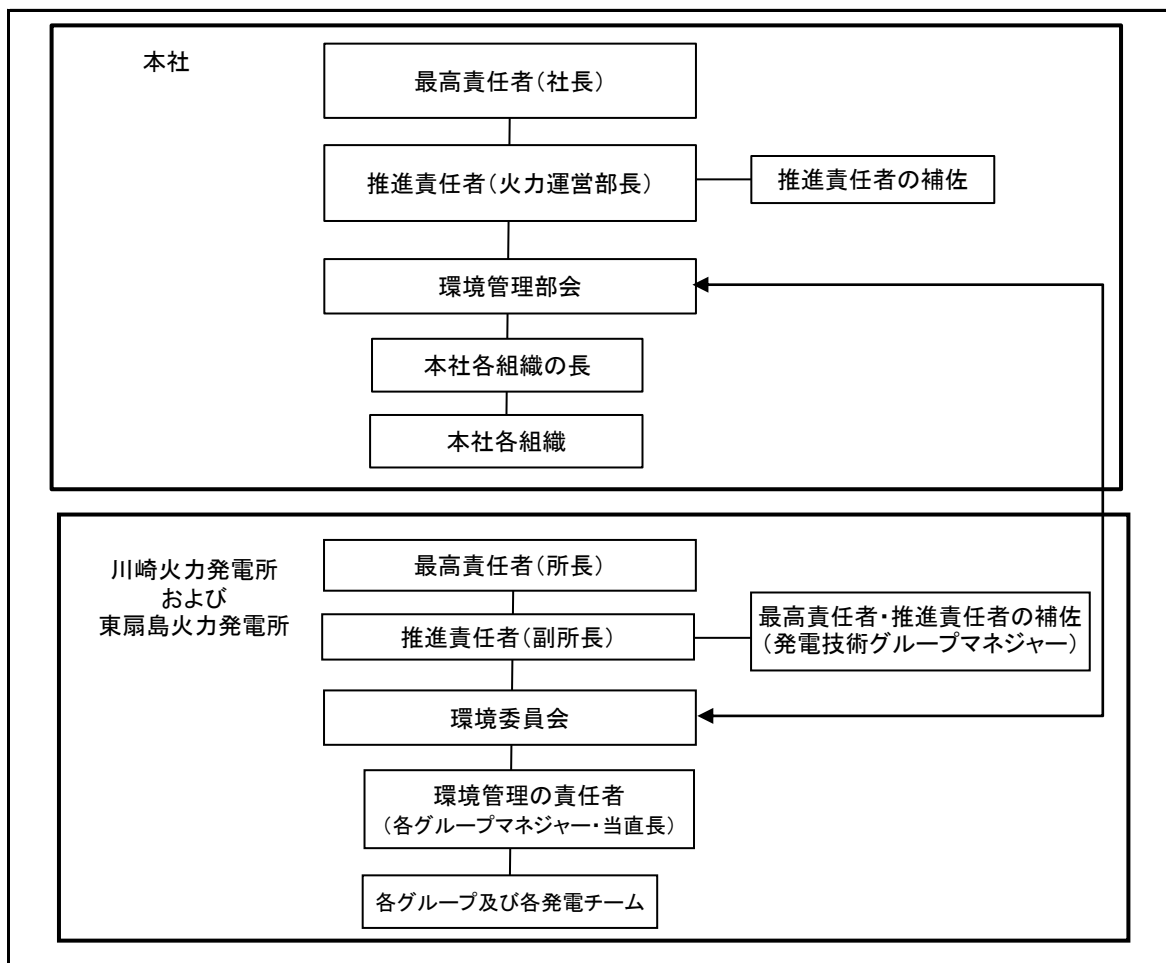 本社
最高責任者(社長)
推進責任者(火力運営部長)
推進責任者の補佐
環境管理部会
本社各組織の長
本社各組織
川崎火力発電所
および
東扇島火力発電所
最高責任者(所長)
推進責任者(副所長)
最高責任者・推進責任者の補佐
(発電技術グループマネジャー)
環境委員会
環境管理の責任者
(各グループマネジャー・当直長)
各グループ及び各発電チーム